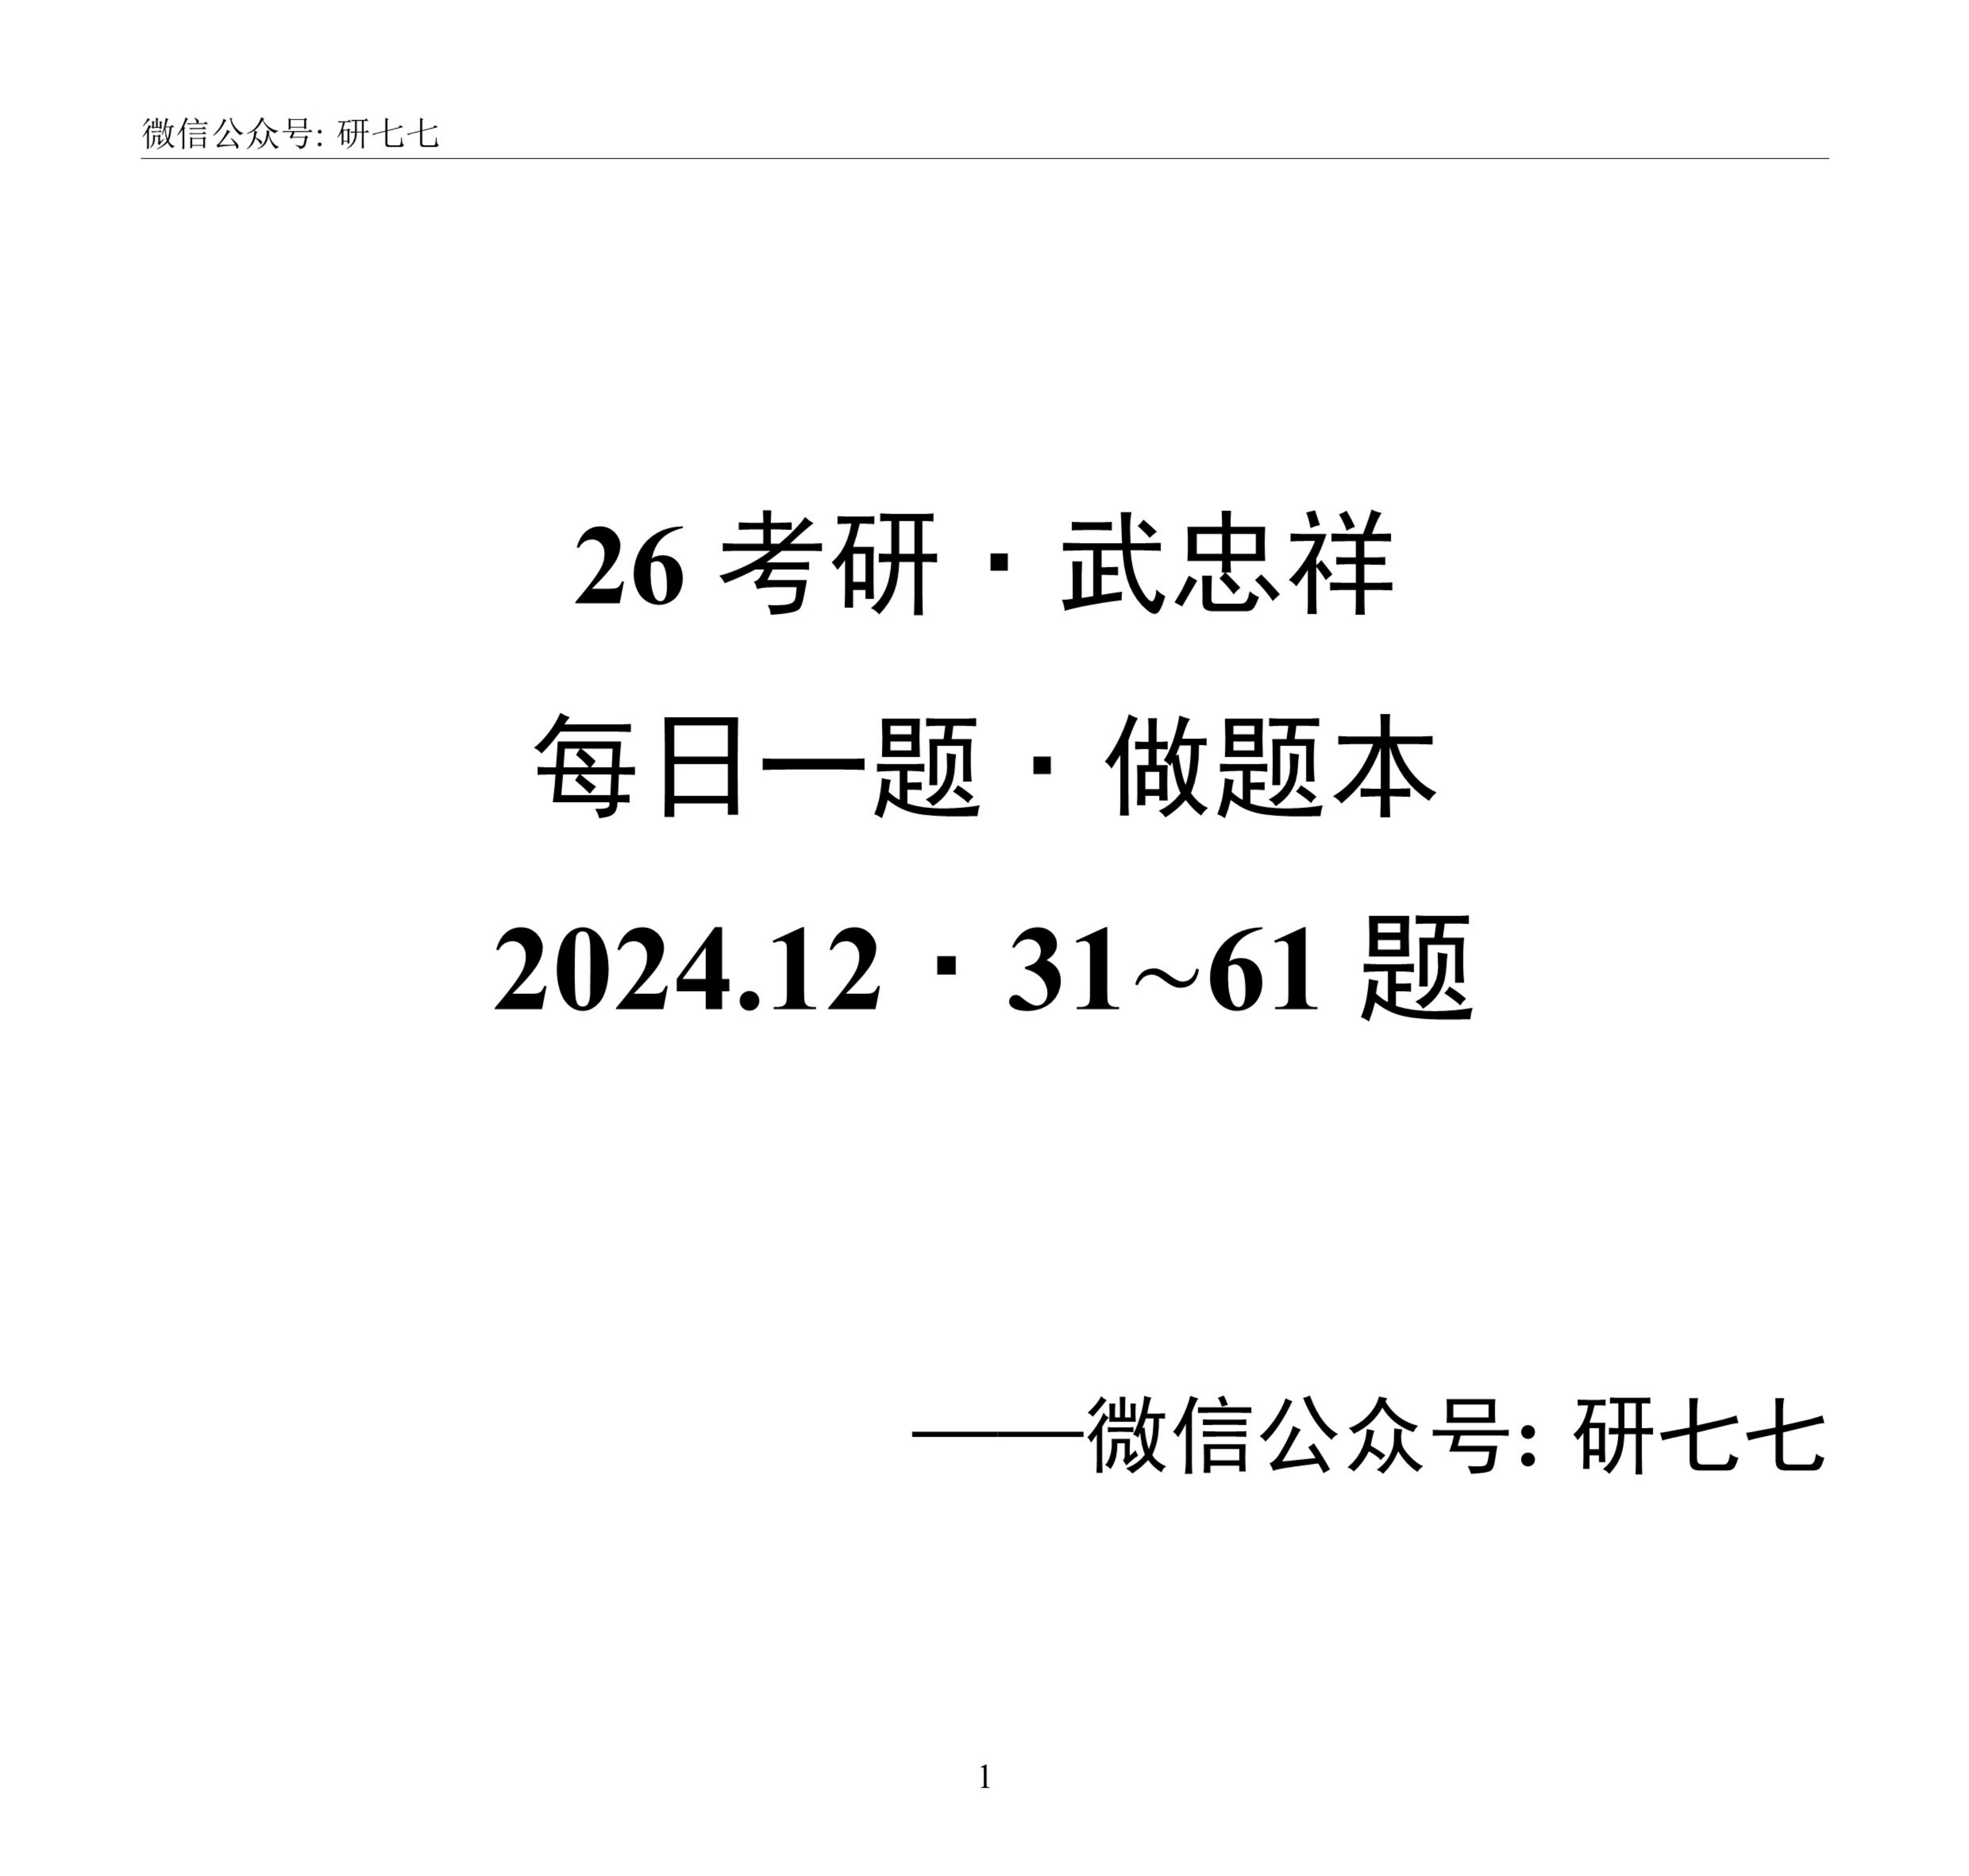 微信公众号：研七七
26 考研·武忠祥
每日一题·做题本
2024.12·31~61 题
——微信公众号：研七七
1